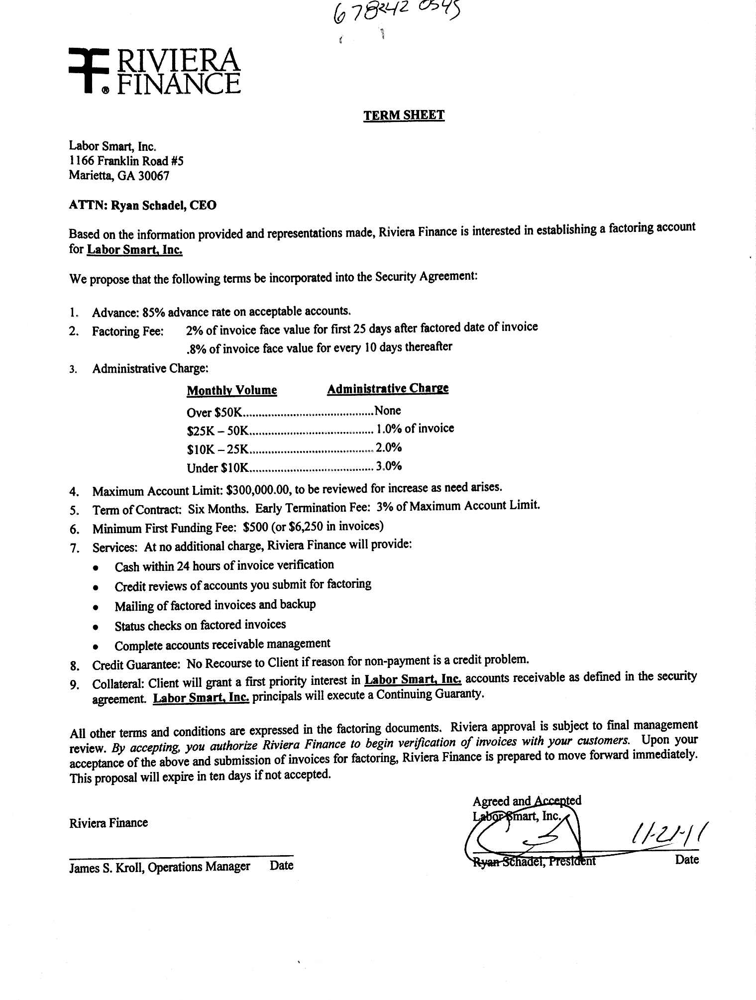 678 242 0545
RIVIERA
FINANCE
®
TERM SHEET
Labor Smart, Inc.
1166 Franklin Road #5
Marietta, GA 30067
ATTN: Ryan Schadel, CEO
Based on the information provided and representations made, Riviera Finance is interested in establishing a factoring account
for Labor Smart, Inc.
We propose that the following terms be incorporated into the Security Agreement:
1. Advance: 85% advance rate on acceptable accounts.
2. Factoring Fee: 2% of invoice face value for first 25 days after factored date of invoice
.8% of invoice face value for every 10 days thereafter
3. Administrative Charge:
Monthly Volume Administrative Charge
Over $50K..........................................None
$25K – 50K........................................ 1.0% of invoice
$10K – 25K........................................ 2.0%
Under $10K........................................ 3.0%
4. Maximum Account Limit: $300,000.00, to be reviewed for increase as need arises.
5. Term of Contract: Six Months. Early Termination Fee: 3% of Maximum Account Limit.
6. Minimum First Funding Fee: $500 (or $6,250 in invoices)
7. Services: At no additional charge, Riviera Finance will provide:
• Cash within 24 hours of invoice verification
• Credit reviews of accounts you submit for factoring
• Mailing of factored invoices and backup
• Status checks on factored invoices
• Complete accounts receivable management
8. Credit Guarantee: No Recourse to Client if reason for non-payment is a credit problem.
9. Collateral: Client will grant a first priority interest in Labor Smart, Inc. accounts receivable as defined in the security
agreement. Labor Smart, Inc. principals will execute a Continuing Guaranty.
All other terms and conditions are expressed in the factoring documents. Riviera approval is subject to final management
review. By accepting, you authorize Riviera Finance to begin verification of invoices with your customers. Upon your
acceptance of the above and submission of invoices for factoring, Riviera Finance is prepared to move forward immediately.
This proposal will expire in ten days if not accepted.
Agreed and Accepted
Labor Smart, Inc.
Riviera Finance
11-21-11
James S. Kroll, Operations Manager Date
Ryan Schadel, President Date